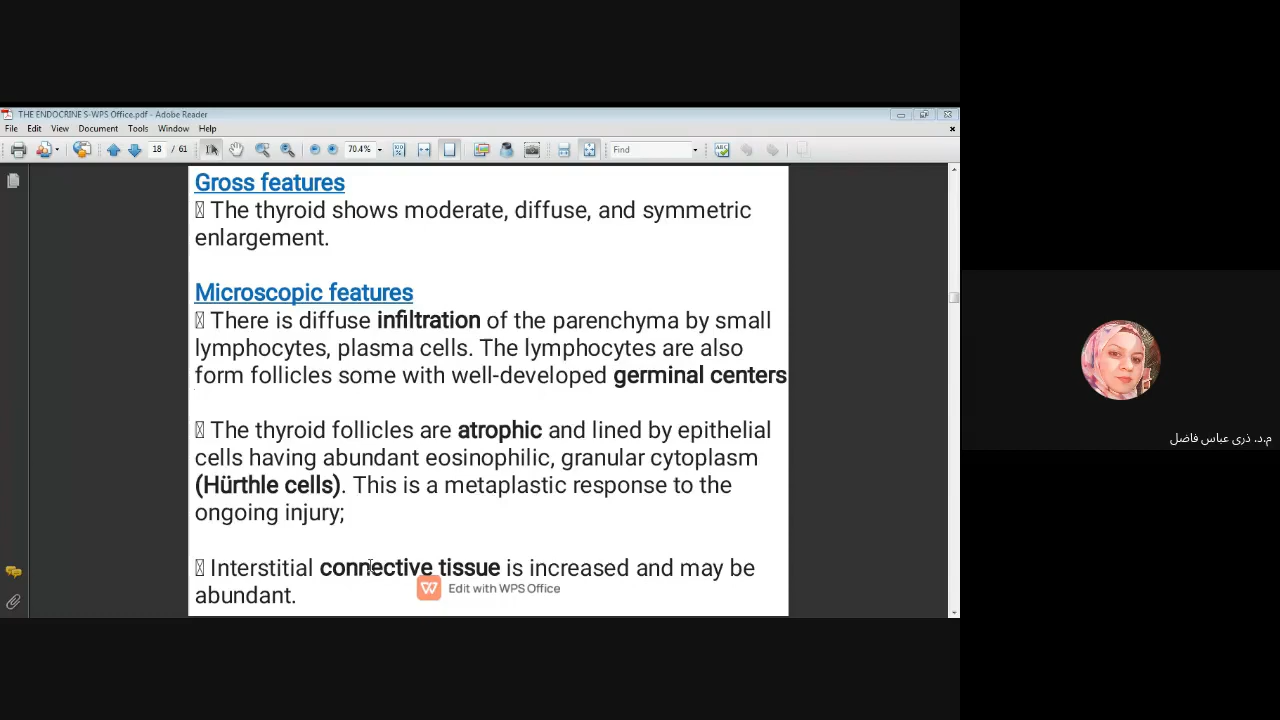 THE ENDOCRINE S-WPS Office.pdf - Adobe Reader
File Edit View Document Tools Window Help
18 / 61 70.4% Find
Gross features
The thyroid shows moderate, diffuse, and symmetric
enlargement.
Microscopic features
There is diffuse infiltration of the parenchyma by small
lymphocytes, plasma cells. The lymphocytes are also
form follicles some with well-developed germinal centers
The thyroid follicles are atrophic and lined by epithelial
cells having abundant eosinophilic, granular cytoplasm
(Hürthle cells). This is a metaplastic response to the
ongoing injury;
Interstitial connective tissue is increased and may be
abundant.
Edit with WPS Office
م.د. ذرى عباس فاضل